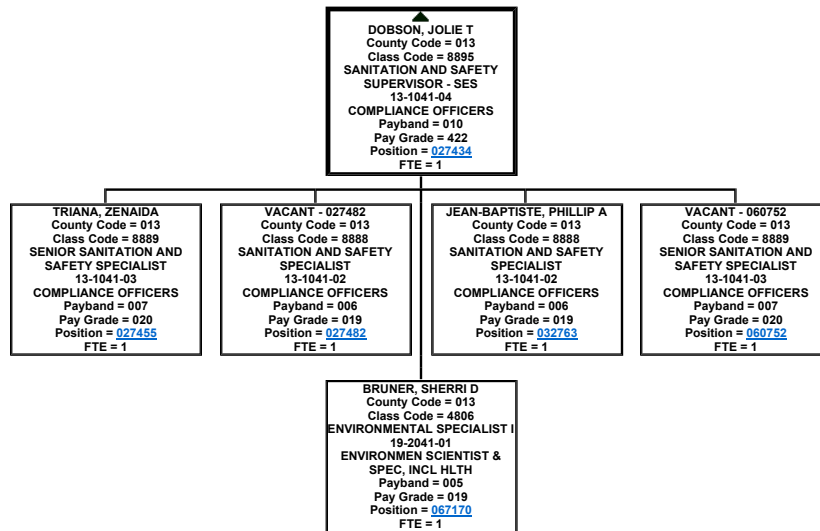 DOBSON, JOLIE T
County Code = 013
Class Code = 8895
SANITATION AND SAFETY
SUPERVISOR - SES
13-1041-04
COMPLIANCE OFFICERS
Payband = 010
Pay Grade = 422
Position = 027434
FTE = 1
TRIANA, ZENAIDA
County Code = 013
Class Code = 8889
SENIOR SANITATION AND
SAFETY SPECIALIST
13-1041-03
COMPLIANCE OFFICERS
Payband = 007
Pay Grade = 020
Position = 027455
FTE = 1
VACANT - 027482
County Code = 013
Class Code = 8888
SANITATION AND SAFETY
SPECIALIST
13-1041-02
COMPLIANCE OFFICERS
Payband = 006
Pay Grade = 019
Position = 027482
FTE = 1
JEAN-BAPTISTE, PHILLIP A
County Code = 013
Class Code = 8888
SANITATION AND SAFETY
SPECIALIST
13-1041-02
COMPLIANCE OFFICERS
Payband = 006
Pay Grade = 019
Position = 032763
FTE = 1
VACANT - 060752
County Code = 013
Class Code = 8889
SENIOR SANITATION AND
SAFETY SPECIALIST
13-1041-03
COMPLIANCE OFFICERS
Payband = 007
Pay Grade = 020
Position = 060752
FTE = 1
BRUNER, SHERRI D
County Code = 013
Class Code = 4806
ENVIRONMENTAL SPECIALIST I
19-2041-01
ENVIRONMEN SCIENTIST &
SPEC, INCL HLTH
Payband = 005
Pay Grade = 019
Position = 067170
FTE = 1